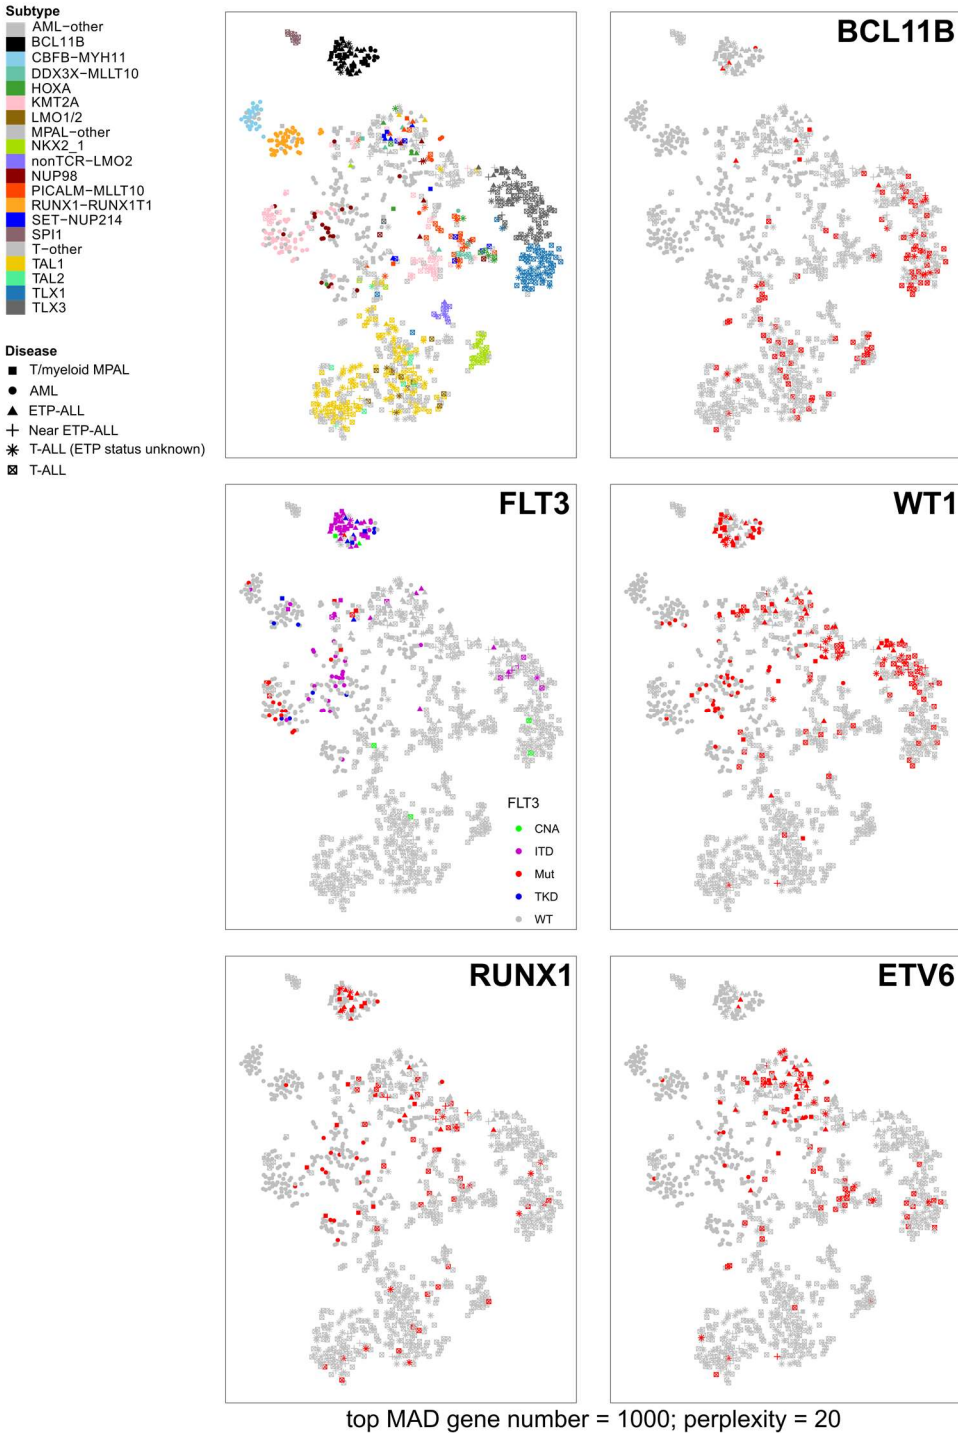 Subtype
AML−other
BCL11B
CBFB−MYH11
DDX3X−MLLT10
HOXA
KMT2A
LMO1/2
MPAL−other
NKX2_1
nonTCR−LMO2
NUP98
PICALM−MLLT10
RUNX1−RUNX1T1
SET−NUP214
SPI1
T−other
TAL1
TAL2
TLX1
TLX3
Disease
T/myeloid MPAL
AML
ETP-ALL
Near ETP-ALL
T-ALL (ETP status unknown)
T-ALL
BCL11B
FLT3
FLT3
CNA
ITD
Mut
TKD
WT
WT1
RUNX1
ETV6
top MAD gene number = 1000; perplexity = 20